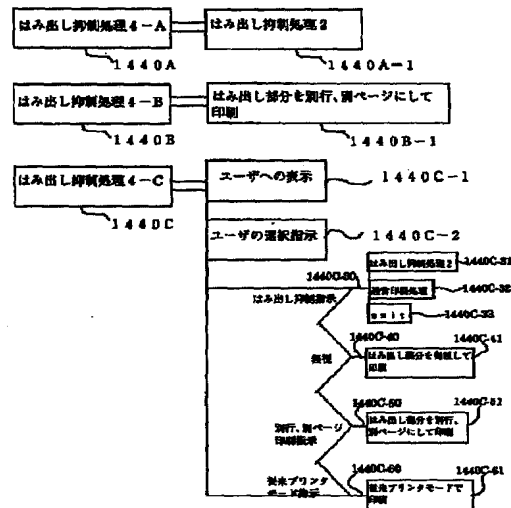 はみ出し抑制処理4-A
はみ出し抑制処理2
1440A
1440A-1
はみ出し抑制処理4-B
はみ出し部分を別行、別ページにして
印刷
1440B
1440B-1
はみ出し抑制処理4-C
ユーザへの表示
1440C-1
1440C
ユーザの選択指示
1440C-2
1440C-30
はみ出し抑制処理2
1440C-31
はみ出し抑制指示
通常印刷処理
1440C-32
exit
1440C-33
1440C-40
1440C-41
無視
はみ出し部分を無視して
印刷
1440C-50
1440C-51
別行、別ページ
印刷指示
はみ出し部分を別行、
別ページにして印刷
1440C-60
1440C-61
従来プリンタ
モード指示
従来プリンタモードで
印刷